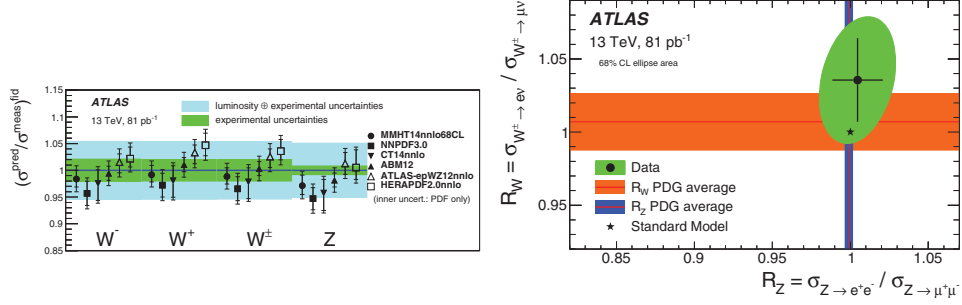 (σ^pred/σ^meas)^fid
1.15
1.1
1.05
1
0.95
0.9
0.85
ATLAS
13 TeV, 81 pb⁻¹
luminosity ⊕ experimental uncertainties
experimental uncertainties
MMHT14nnlo68CL
NNPDF3.0
CT14nnlo
ABM12
ATLAS-epWZ12nnlo
HERAPDF2.0nnlo
(inner uncert.: PDF only)
W⁻ W⁺ W± Z
R_W = σ_W±→eν / σ_W±→μν
1.05
1
0.95
ATLAS
13 TeV, 81 pb⁻¹
68% CL ellipse area
Data
R_W PDG average
R_Z PDG average
Standard Model
0.85 0.9 0.95 1 1.05
R_Z = σ_Z→e⁺e⁻ / σ_Z→μ⁺μ⁻